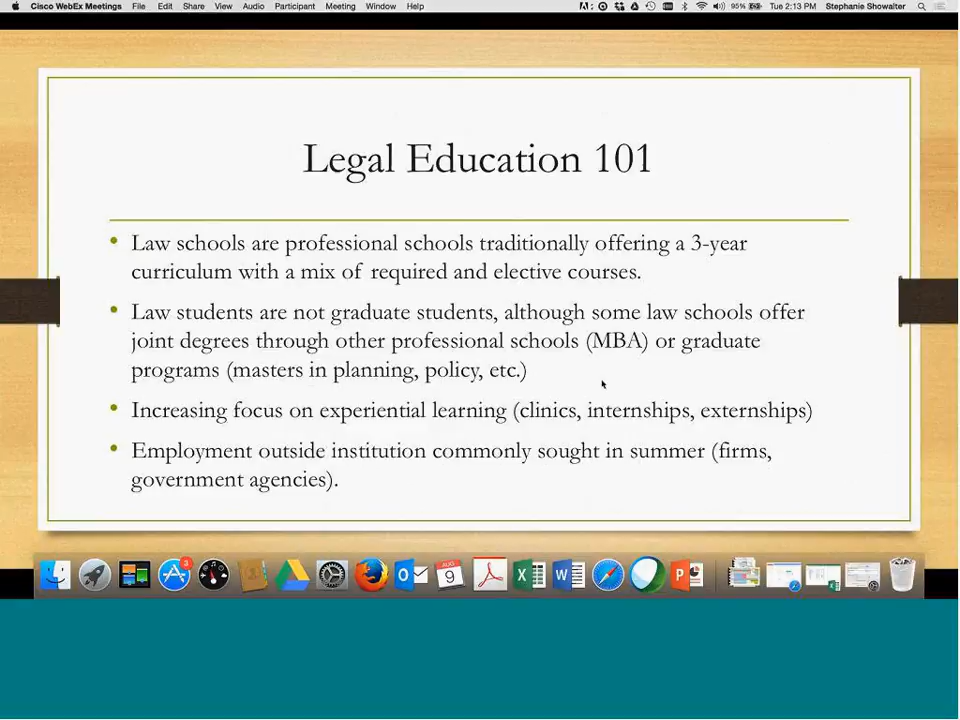 Cisco WebEx Meetings File Edit Share View Audio Participant Meeting Window Help 95% Tue 2:13 PM Stephanie Showalter
Legal Education 101
• Law schools are professional schools traditionally offering a 3-year
curriculum with a mix of required and elective courses.
• Law students are not graduate students, although some law schools offer
joint degrees through other professional schools (MBA) or graduate
programs (masters in planning, policy, etc.)
• Increasing focus on experiential learning (clinics, internships, externships)
• Employment outside institution commonly sought in summer (firms,
government agencies).
3
AUG
9